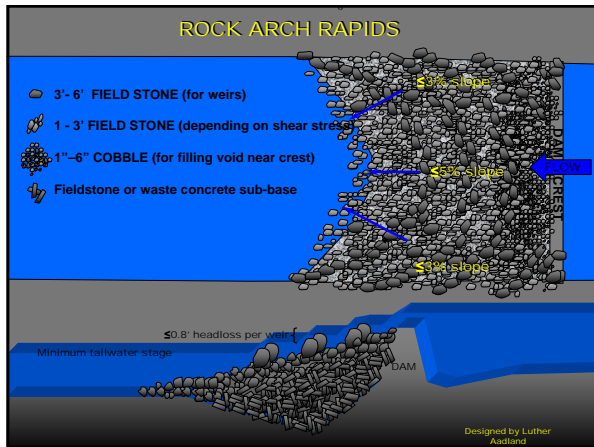 ROCK ARCH RAPIDS
≤3% slope
3'- 6' FIELD STONE (for weirs)
1 - 3' FIELD STONE (depending on shear stress)
1"–6" COBBLE (for filling void near crest)
Fieldstone or waste concrete sub-base
≤5% slope
FLOW
DAM CREST
≤3% slope
≤0.8' headloss per weir
Minimum tailwater stage
DAM
Designed by Luther
Aadland